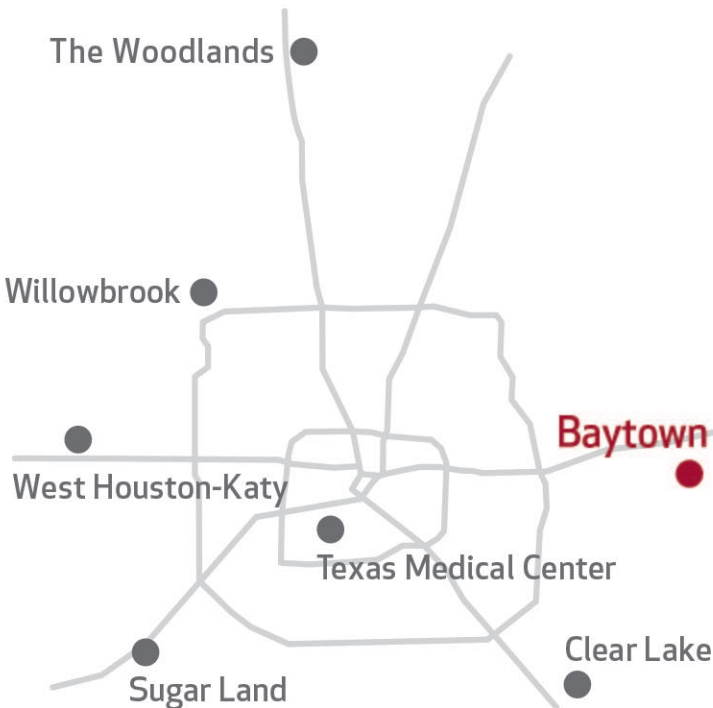 The Woodlands
Willowbrook
Baytown
West Houston-Katy
Texas Medical Center
Clear Lake
Sugar Land